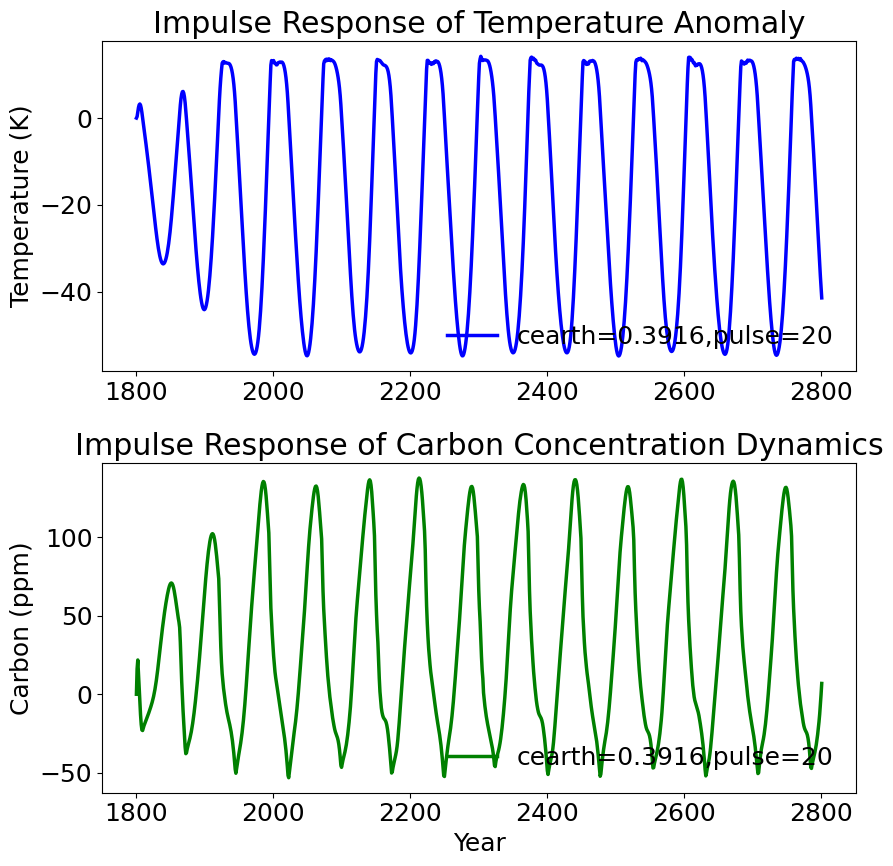 Impulse Response of Temperature Anomaly
Temperature (K)
0
−20
−40
cearth=0.3916,pulse=20
1800 2000 2200 2400 2600 2800
Impulse Response of Carbon Concentration Dynamics
Carbon (ppm)
100
50
0
−50
cearth=0.3916,pulse=20
1800 2000 2200 2400 2600 2800
Year